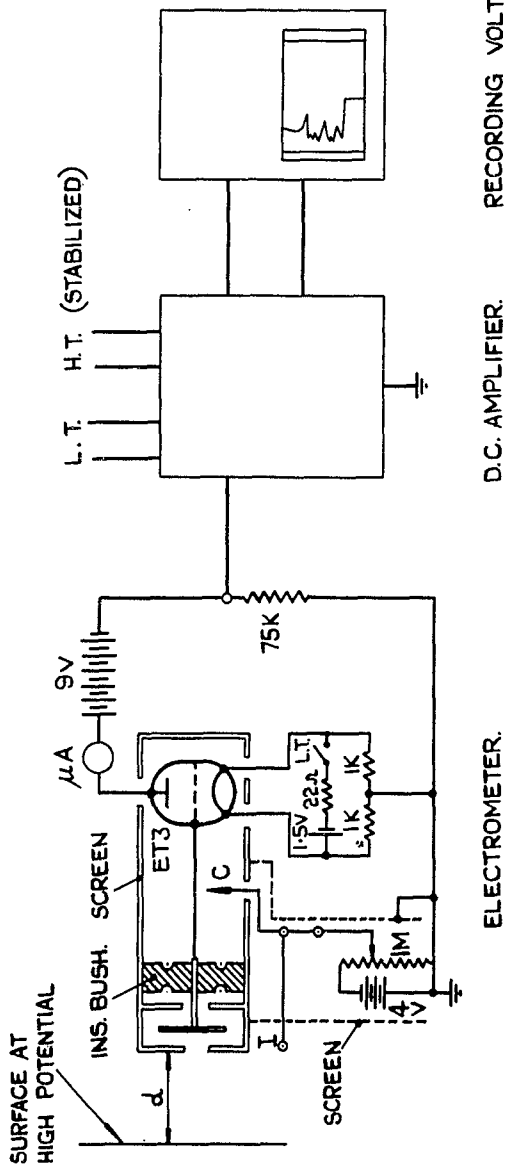 SURFACE AT
HIGH POTENTIAL
d
INS. BUSH.
SCREEN
ET3
µA
9V
C
I
SCREEN
4V
1M
1.5V
22Ω
L.T.
1K
1K
75K
L.T.
H.T. (STABILIZED)
ELECTROMETER.
D.C. AMPLIFIER.
RECORDING VOLT